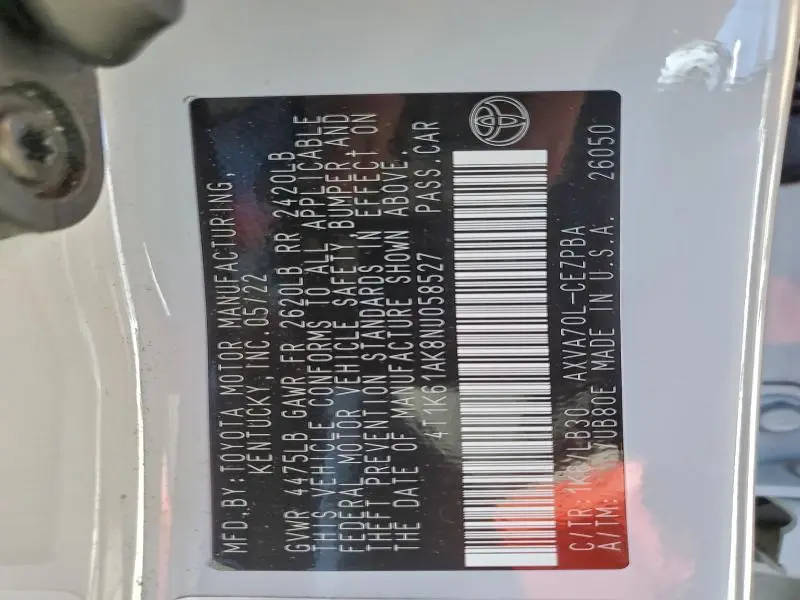 MFD.BY:TOYOTA MOTOR MANUFACTURING,
KENTUCKY, INC.05/22
GVWR 4475LB GAWR FR 2620LB RR 2420LB
THIS VEHICLE CONFORMS TO ALL APPLICABLE
FEDERAL MOTOR VEHICLE SAFETY, BUMPER, AND
THEFT PREVENTION STANDARDS IN EFFECT ON
THE DATE OF MANUFACTURE SHOWN ABOVE.
4T1K61AK8NU058527 PASS.CAR
C/TR: AXVA70L-CEZPBA
A/TM: /UB80E MADE IN U.S.A. 26050